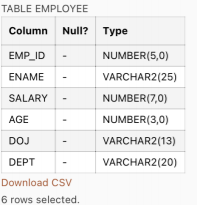 TABLE EMPLOYEE
Column Null? Type
EMP_ID - NUMBER(5,0)
ENAME - VARCHAR2(25)
SALARY - NUMBER(7,0)
AGE - NUMBER(3,0)
DOJ - VARCHAR2(13)
DEPT - VARCHAR2(20)
Download CSV
6 rows selected.